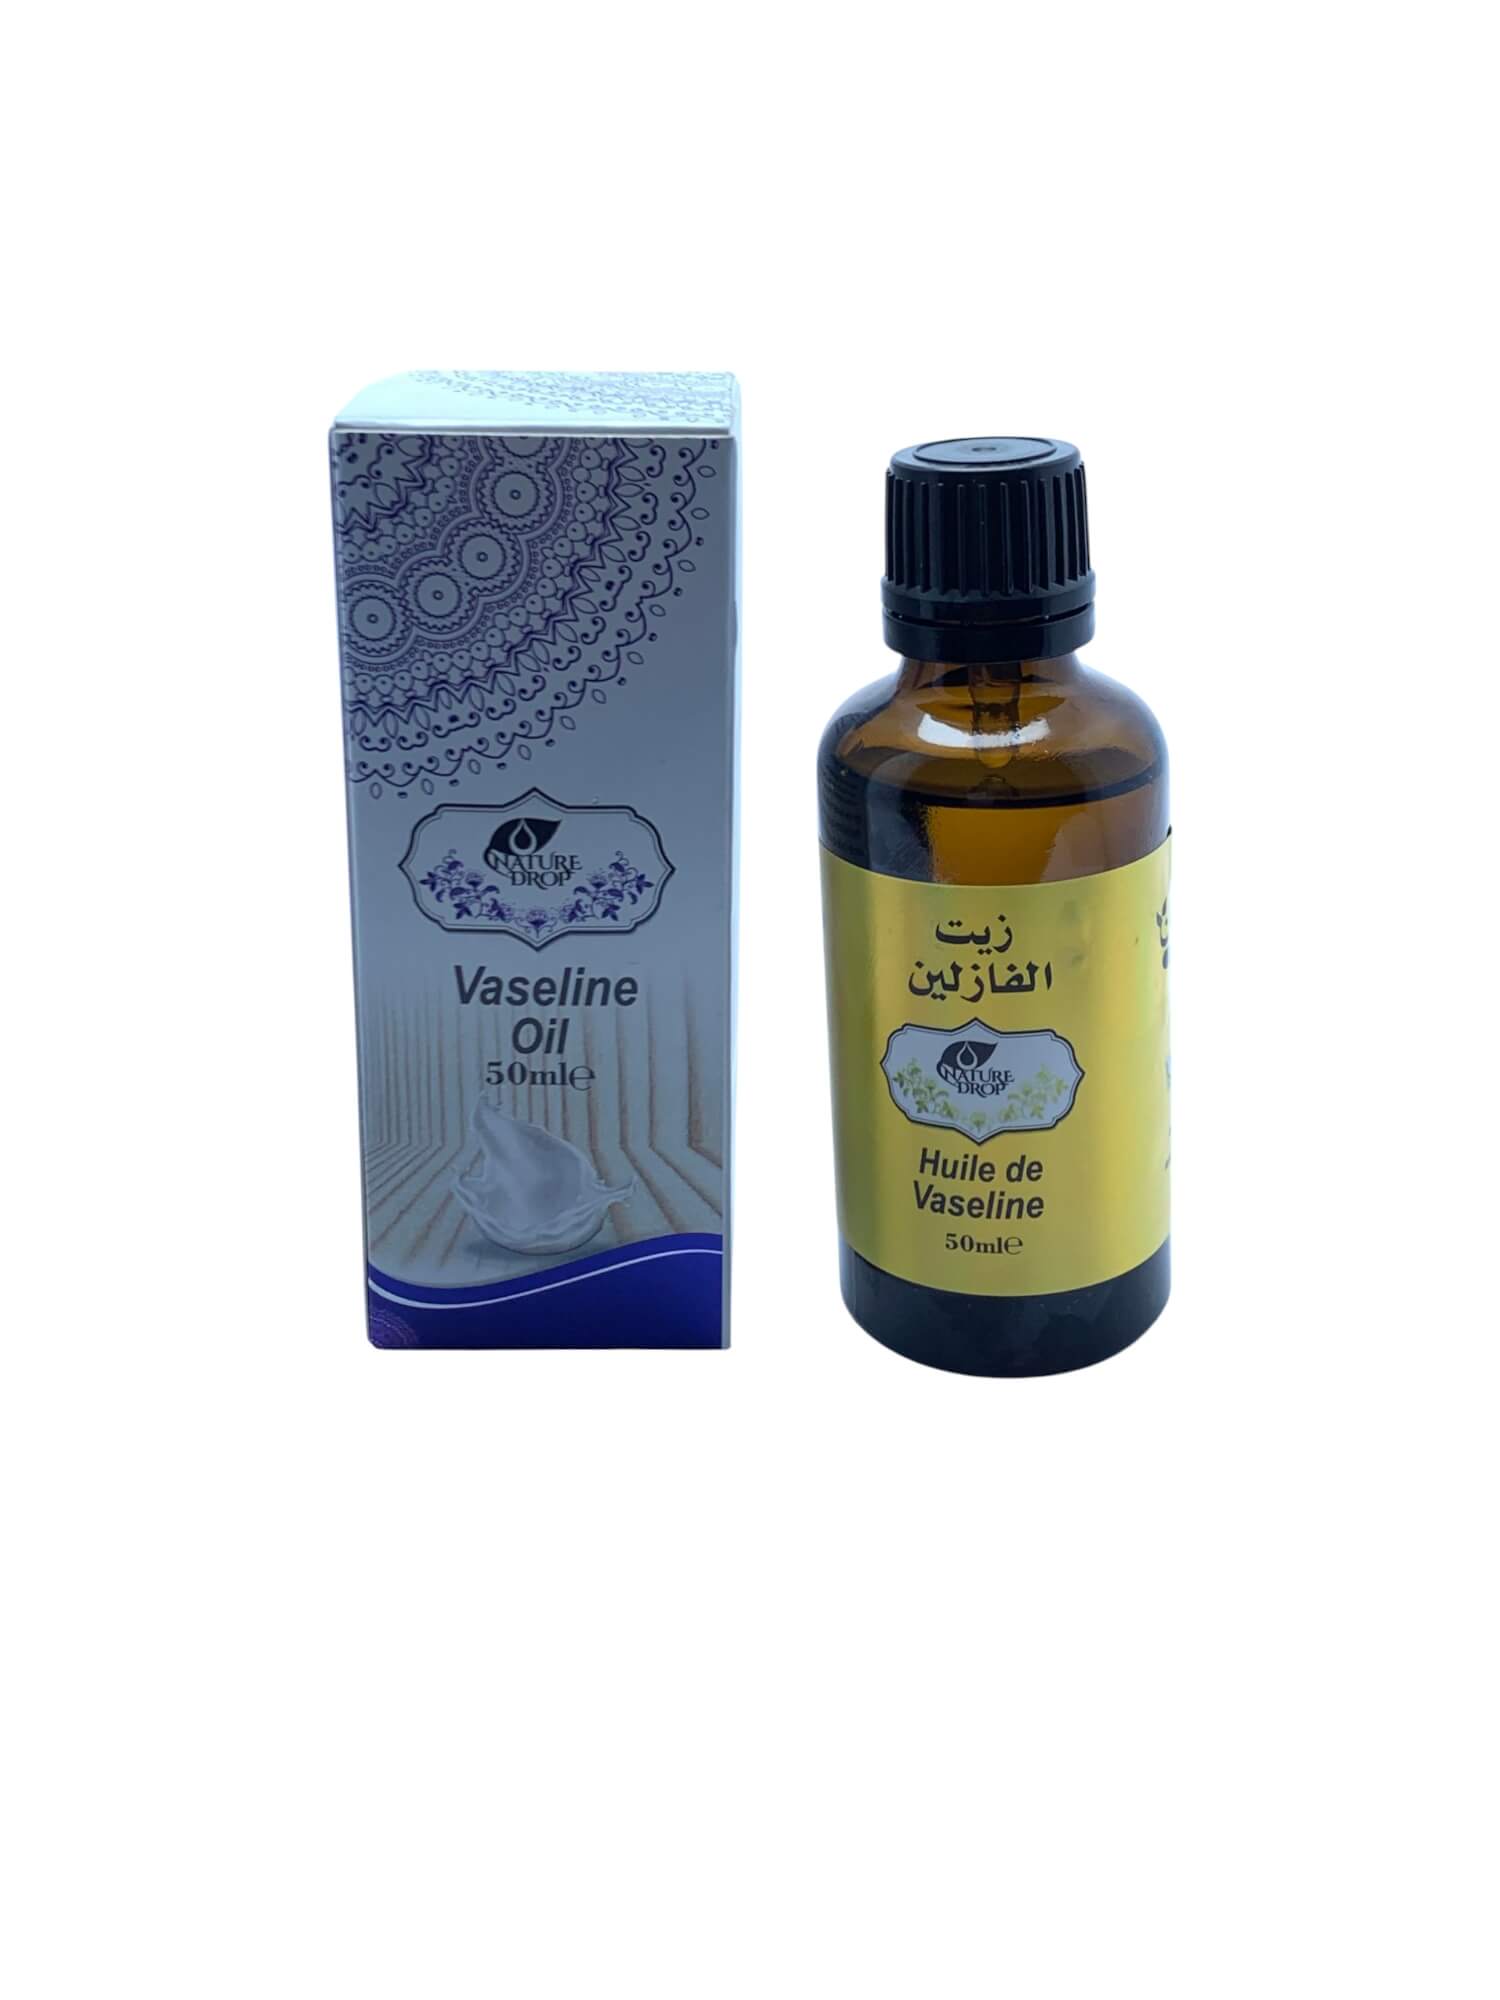 NATURE
DROP
Vaseline
Oil
50ml℮
زيت
الفازلين
NATURE
DROP
Huile de
Vaseline
50ml℮